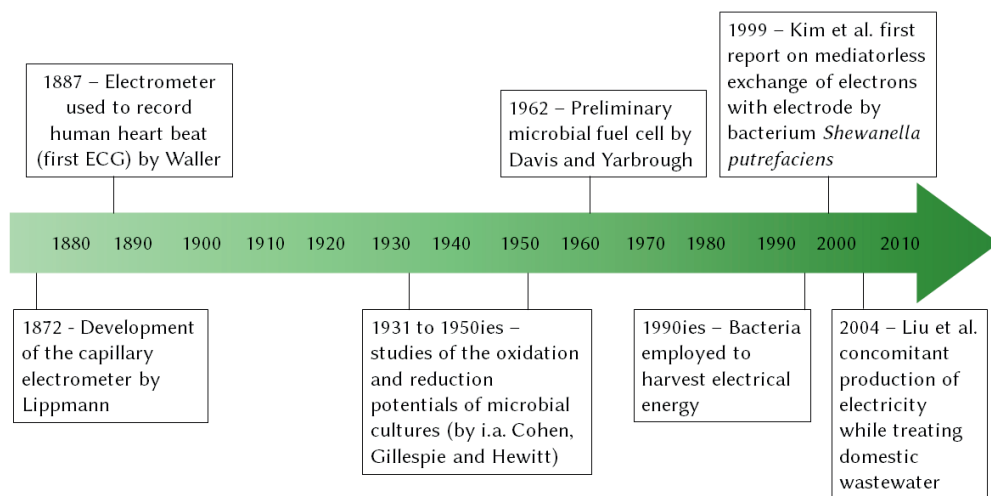 1887 – Electrometer
used to record
human heart beat
(first ECG) by Waller
1962 – Preliminary
microbial fuel cell by
Davis and Yarbrough
1999 – Kim et al. first
report on mediatorless
exchange of electrons
with electrode by
bacterium Shewanella
putrefaciens
1880 1890 1900 1910 1920 1930 1940 1950 1960 1970 1980 1990 2000 2010
1872 - Development
of the capillary
electrometer by
Lippmann
1931 to 1950ies –
studies of the oxidation
and reduction
potentials of microbial
cultures (by i.a. Cohen,
Gillespie and Hewitt)
1990ies – Bacteria
employed to
harvest electrical
energy
2004 – Liu et al.
concomitant
production of
electricity
while treating
domestic
wastewater